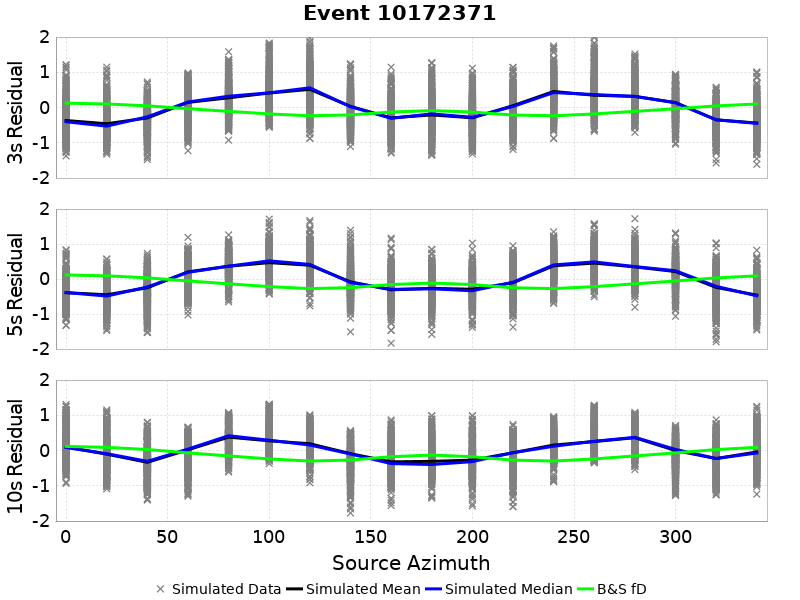 Event 10172371
3s Residual
2
1
0
-1
-2
5s Residual
2
1
0
-1
-2
10s Residual
2
1
0
-1
-2
0 50 100 150 200 250 300
Source Azimuth
Simulated Data Simulated Mean Simulated Median B&S fD